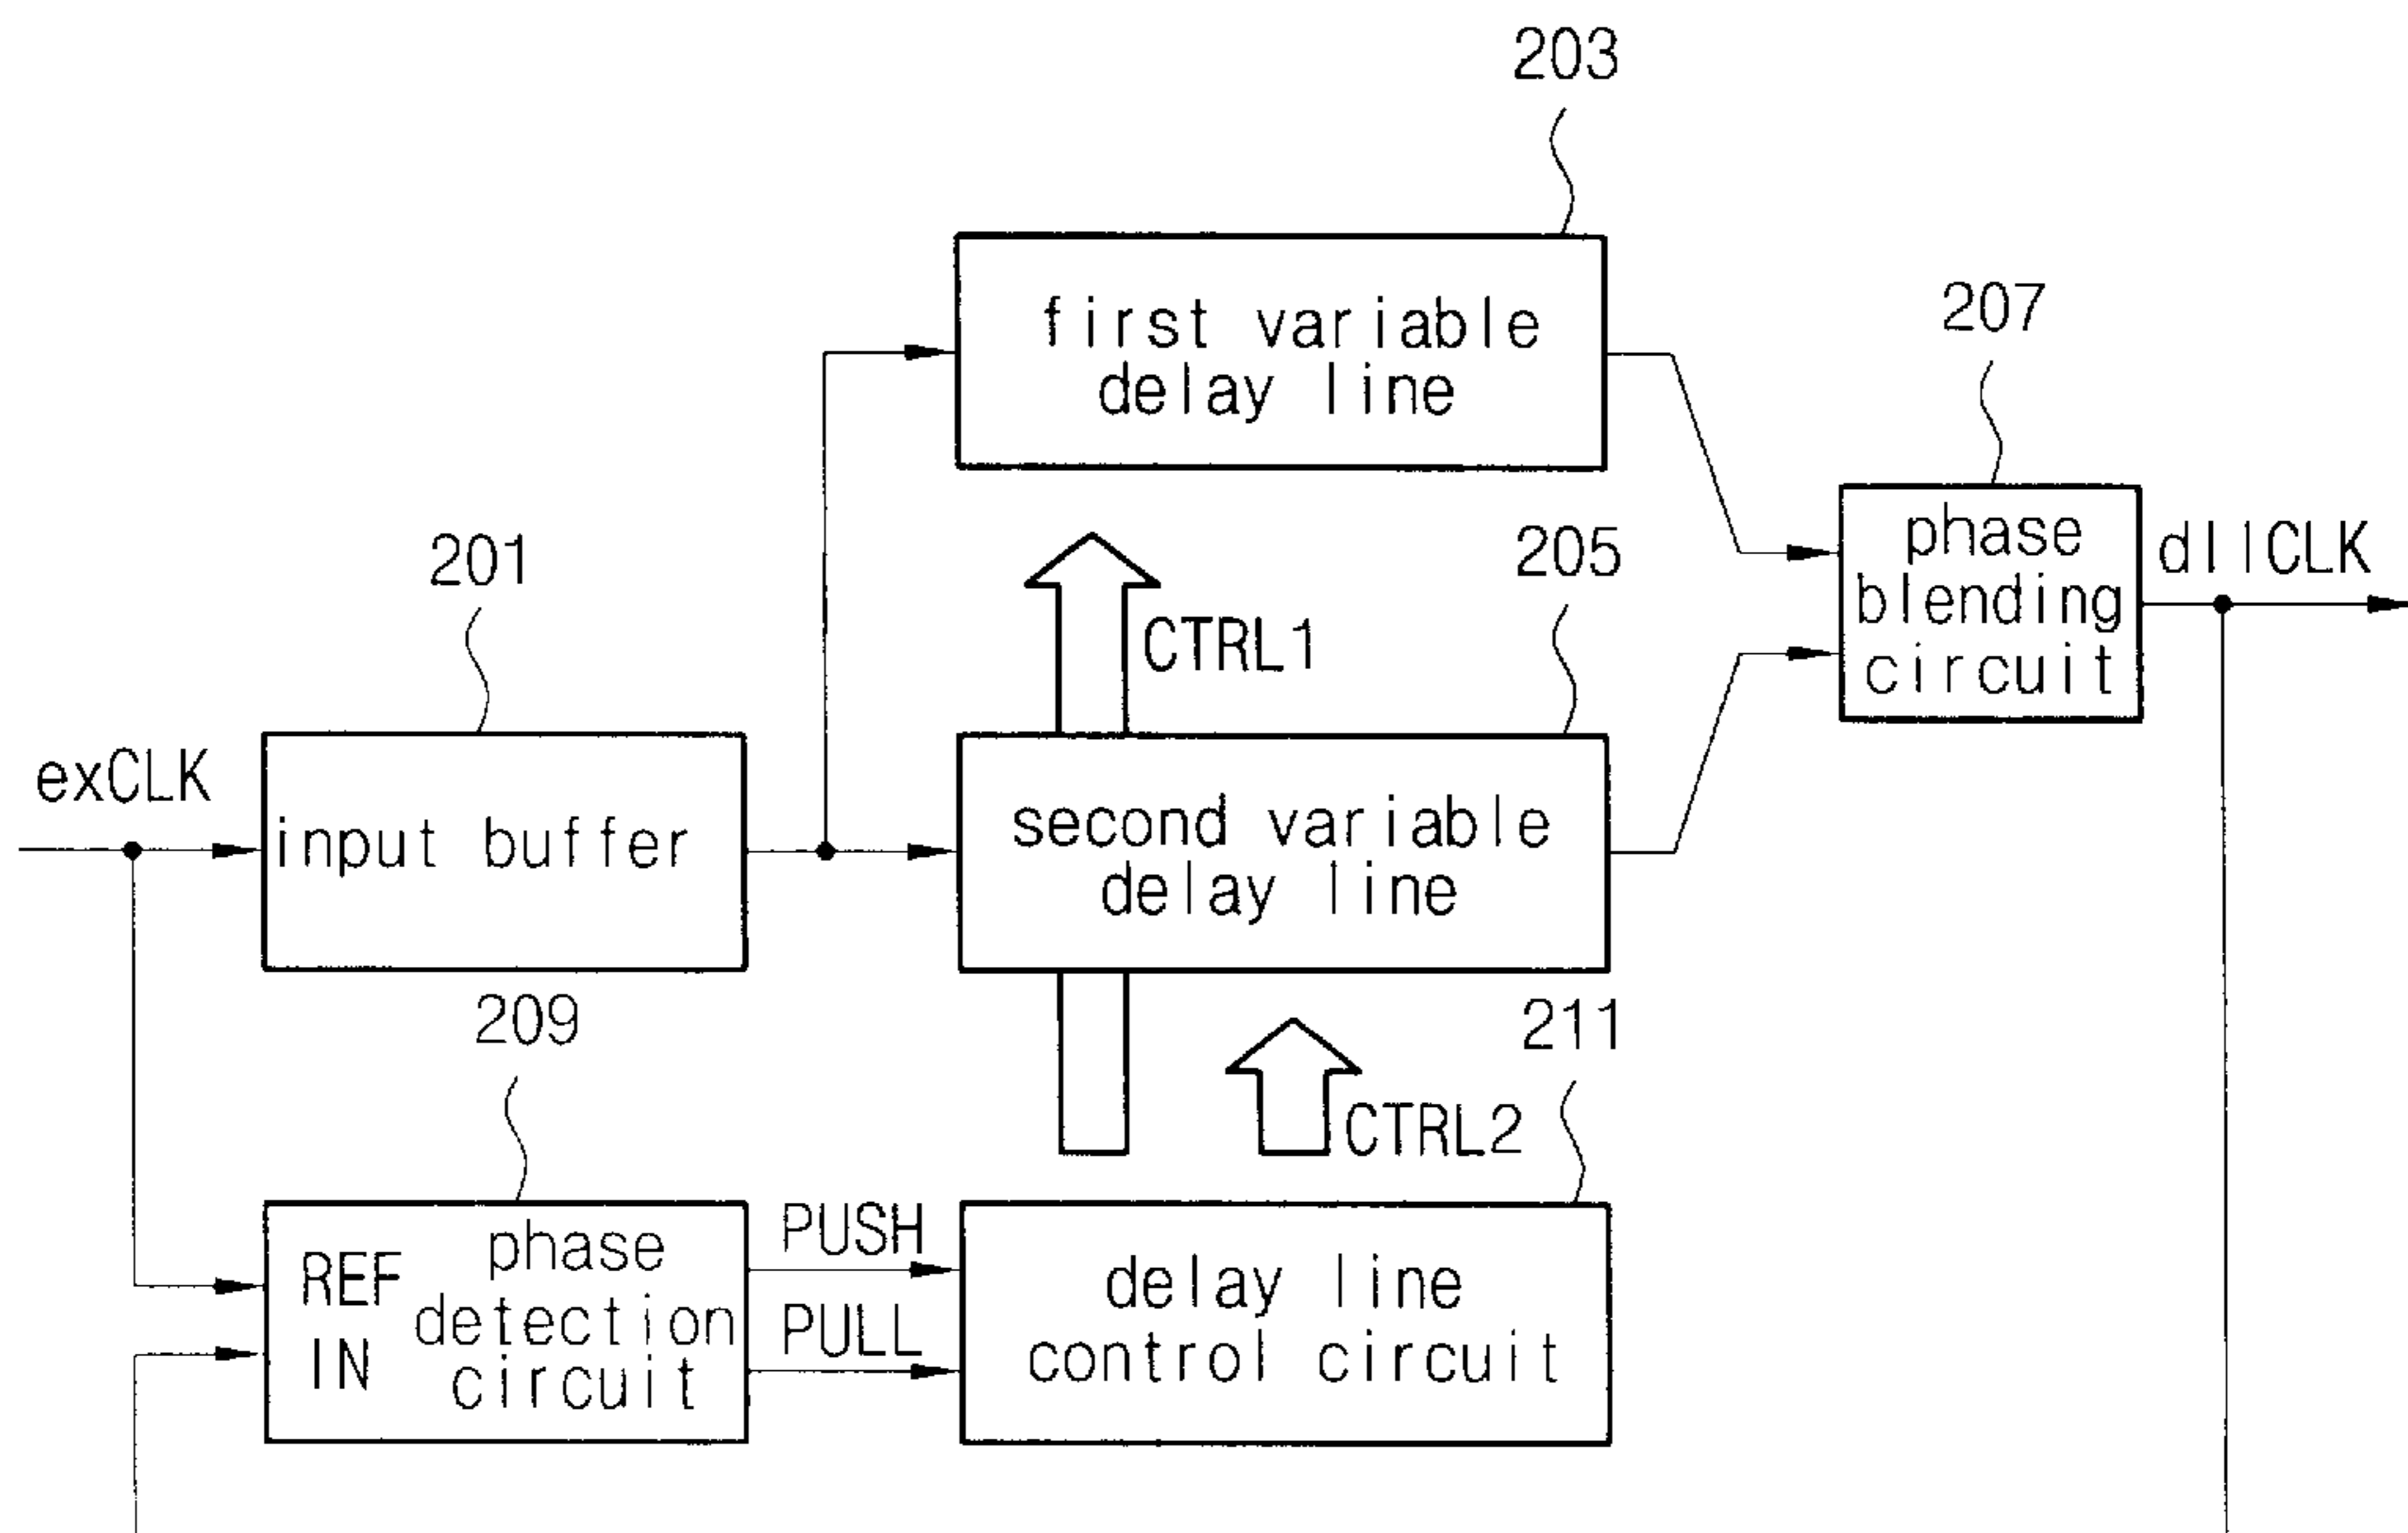 203
first variable
delay line
207
phase
blending
circuit
dllCLK
201
205
CTRL1
exCLK
input buffer
second variable
delay line
209
211
CTRL2
REF
IN
phase
detection
circuit
PUSH
PULL
delay line
control circuit